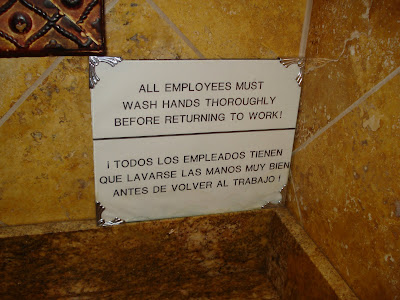 ALL EMPLOYEES MUST
WASH HANDS THOROUGHLY
BEFORE RETURNING TO WORK!
¡ TODOS LOS EMPLEADOS TIENEN
QUE LAVARSE LAS MANOS MUY BIEN
ANTES DE VOLVER AL TRABAJO !